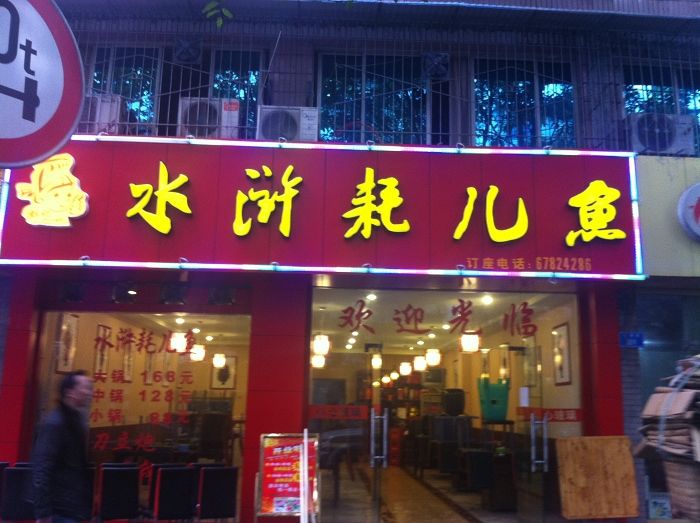 0t
水浒耗儿鱼
订座电话：67824286
欢迎光临
水浒耗儿鱼
大锅 168元
中锅 128元
小锅